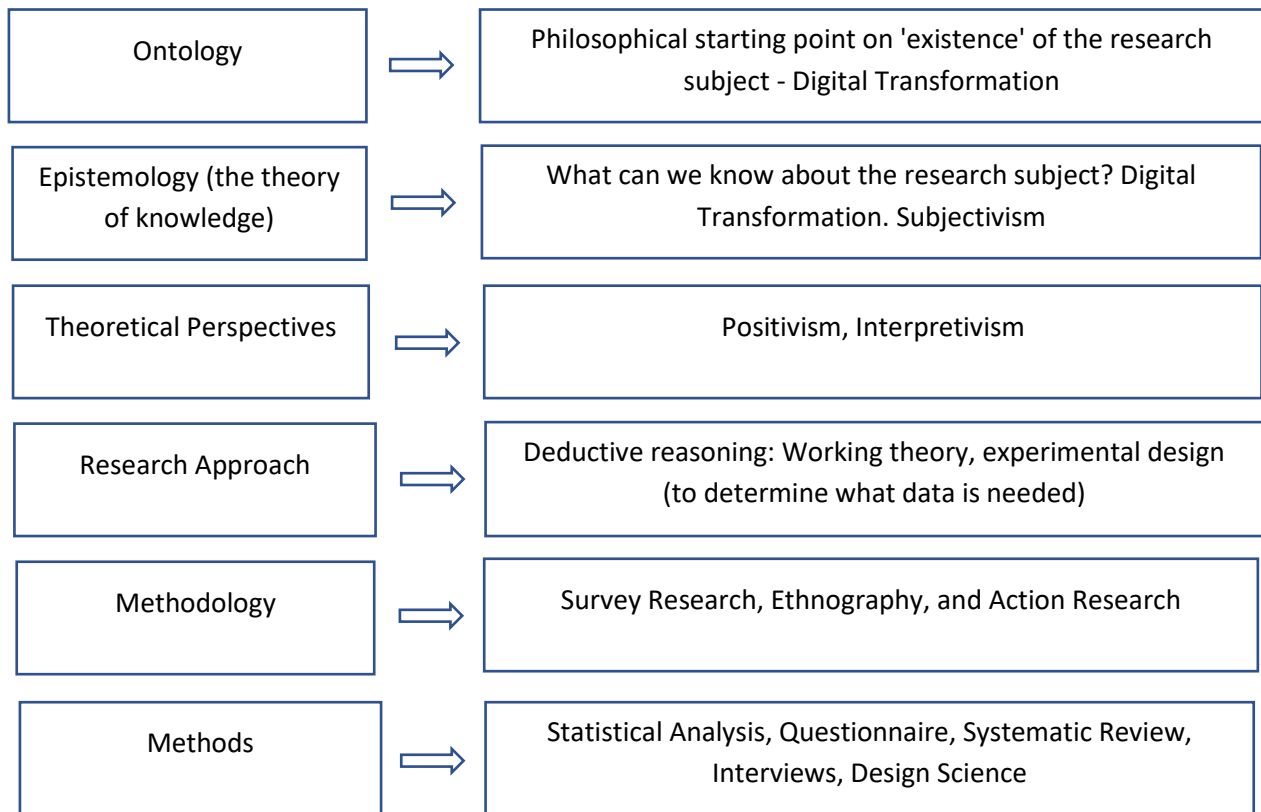 Ontology
Philosophical starting point on 'existence' of the research
subject - Digital Transformation
Epistemology (the theory
of knowledge)
What can we know about the research subject? Digital
Transformation. Subjectivism
Theoretical Perspectives
Positivism, Interpretivism
Research Approach
Deductive reasoning: Working theory, experimental design
(to determine what data is needed)
Methodology
Survey Research, Ethnography, and Action Research
Methods
Statistical Analysis, Questionnaire, Systematic Review,
Interviews, Design Science